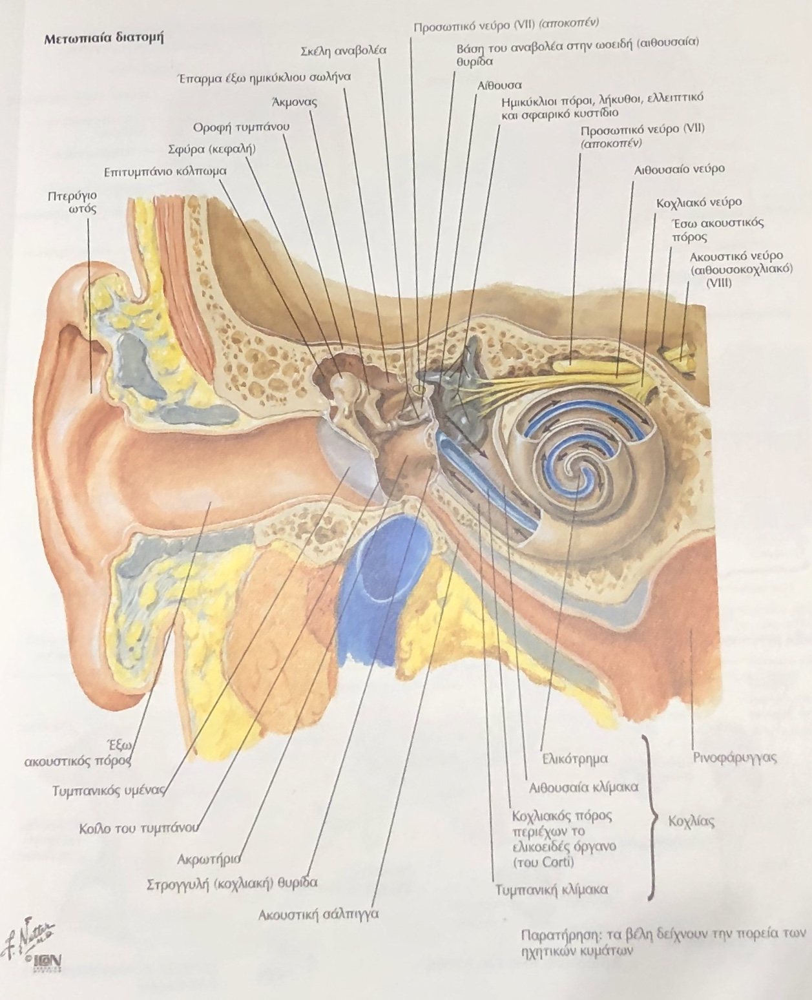 Μετωπιαία διατομή
Προσωπικό νεύρο (VII) (αποκοπέν)
Σκέλη αναβολέα
Βάση του αναβολέα στην ωοειδή (αιθουσαία)
θυρίδα
Έπαρμα έξω ημικύκλιου σωλήνα
Αίθουσα
Άκμονας
Ημικύκλιοι πόροι, λήκυθοι, ελλειπτικό
και σφαιρικό κυστίδιο
Οροφή τυμπάνου
Προσωπικό νεύρο (VII)
(αποκοπέν)
Σφύρα (κεφαλή)
Επιτυμπάνιο κόλπωμα
Αιθουσαίο νεύρο
Πτερύγιο
ωτός
Κοχλιακό νεύρο
Έσω ακουστικός
πόρος
Ακουστικό νεύρο
(αιθουσοκοχλιακό)
(VIII)
Έξω
ακουστικός πόρος
Τυμπανικός υμένας
Κοίλο του τυμπάνου
Ακρωτήριο
Στρογγυλή (κοχλιακή) θυρίδα
Ακουστική σάλπιγγα
Ελικότρημα
Αιθουσαία κλίμακα
Κοχλιακός πόρος
περιέχων το
ελικοειδές όργανο
(του Corti)
Τυμπανική κλίμακα
Κοχλίας
Ρινοφάρυγγας
Παρατήρηση: τα βέλη δείχνουν την πορεία των
ηχητικών κυμάτων
F. Netter
M.D.
© ICON